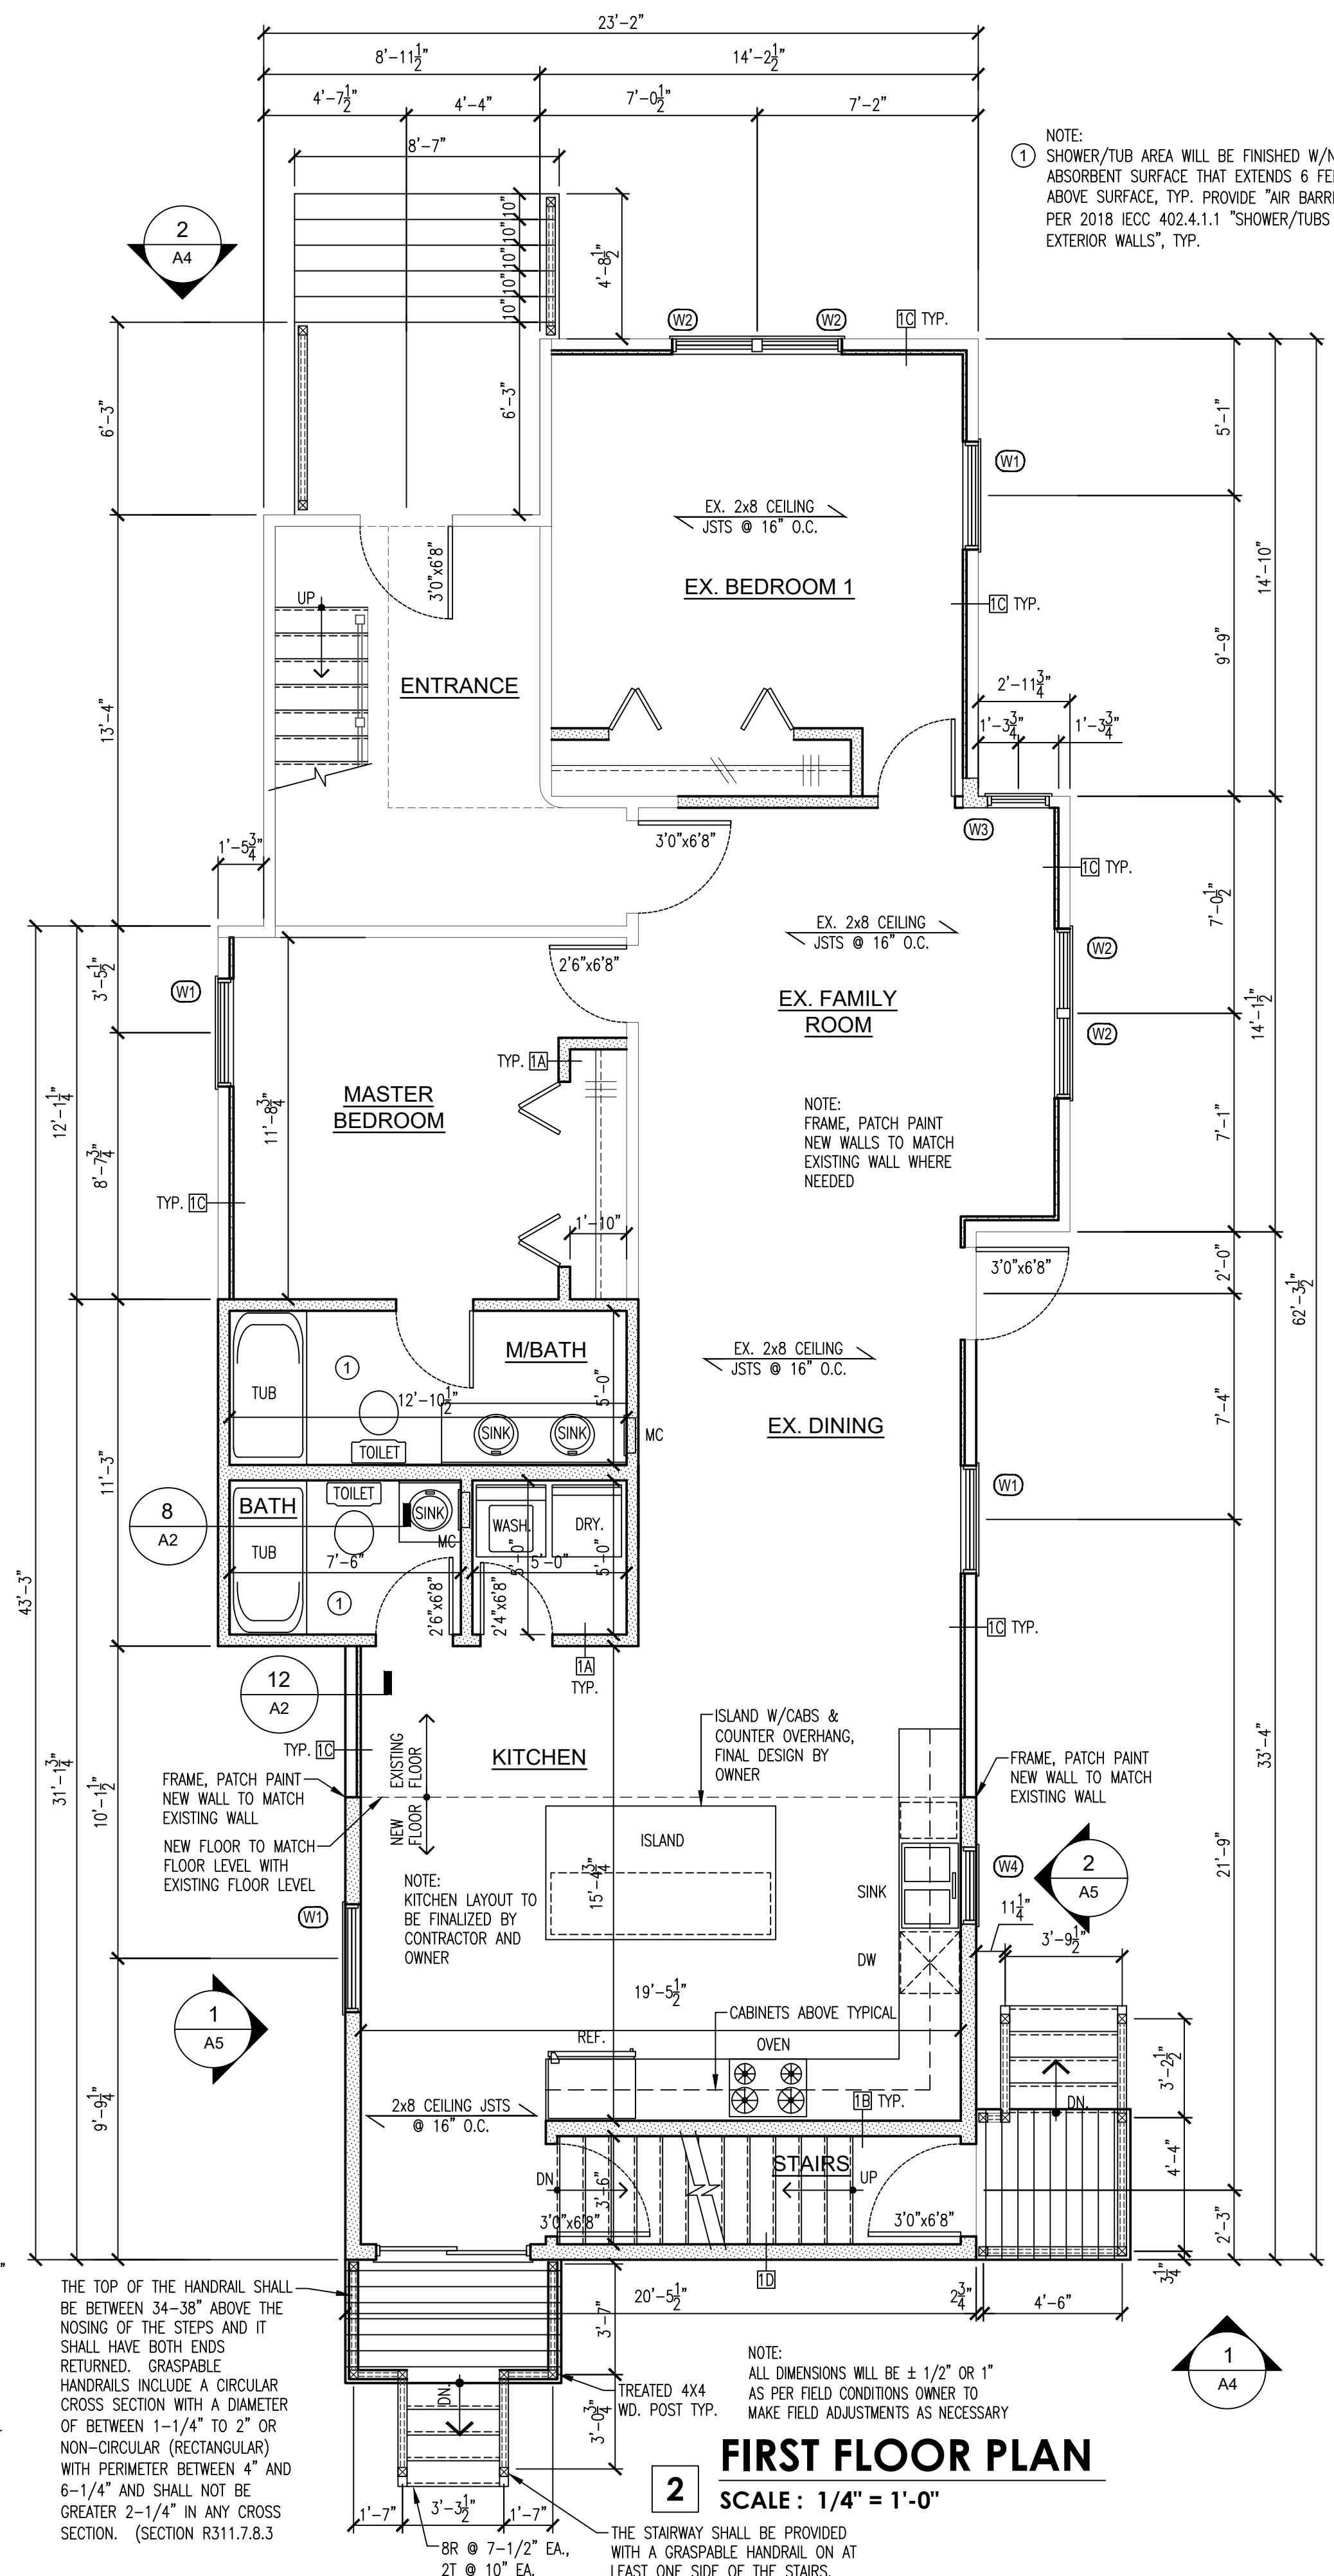 23'-2"
8'-11 1/2"
14'-2 1/2"
4'-7 1/2"
4'-4"
7'-0 1/2"
7'-2"
8'-7"
NOTE:
1 SHOWER/TUB AREA WILL BE FINISHED W/N
ABSORBENT SURFACE THAT EXTENDS 6 FE
ABOVE SURFACE, TYP. PROVIDE "AIR BARR
PER 2018 IECC 402.4.1.1 "SHOWER/TUBS
EXTERIOR WALLS", TYP.
2
A4
10"
10"
10"
10"
10"
4'-8 1/2"
W2
W2
1C TYP.
6'-3"
6'-3"
5'-1"
W1
EX. 2x8 CEILING
JSTS @ 16" O.C.
14'-10"
3'0"x6'8"
EX. BEDROOM 1
UP
1C TYP.
9'-9"
ENTRANCE
2'-11 3/4"
13'-4"
1'-3 3/4"
1'-3 3/4"
W3
3'0"x6'8"
1'-5 3/4"
1C TYP.
7'-0 1/2"
EX. 2x8 CEILING
JSTS @ 16" O.C.
W2
2'6"x6'8"
3'-5 1/2"
W1
EX. FAMILY
ROOM
14'-1 1/2"
W2
TYP. 1A
MASTER
BEDROOM
11'-8 3/4"
12'-1 1/4"
NOTE:
FRAME, PATCH PAINT
NEW WALLS TO MATCH
EXISTING WALL WHERE
NEEDED
7'-1"
8'-7 3/4"
TYP. 1C
1'-10"
3'0"x6'8"
2'-0"
62'-3 1/2"
M/BATH
EX. 2x8 CEILING
JSTS @ 16" O.C.
1
TUB
12'-10 1/2"
5'-0"
7'-4"
EX. DINING
SINK
SINK
MC
TOILET
11'-3"
W1
8
A2
BATH
TOILET
SINK
MC
WASH.
DRY.
TUB
7'-6"
5'-0"
5'-0"
5'-0"
43'-3"
1
2'6"x6'8"
2'4"x6'8"
1C TYP.
1A
TYP.
12
A2
ISLAND W/CABS &
COUNTER OVERHANG,
FINAL DESIGN BY
OWNER
TYP. 1C
EXISTING
FLOOR
KITCHEN
FRAME, PATCH PAINT
NEW WALL TO MATCH
EXISTING WALL
FRAME, PATCH PAINT
NEW WALL TO MATCH
EXISTING WALL
33'-4"
31'-1 3/4"
10'-1 1/2"
NEW
FLOOR
NEW FLOOR TO MATCH
FLOOR LEVEL WITH
EXISTING FLOOR LEVEL
ISLAND
15'-4 3/4"
W4
2
A5
21'-9"
NOTE:
KITCHEN LAYOUT TO
BE FINALIZED BY
CONTRACTOR AND
OWNER
SINK
W1
11 1/4"
3'-9 1/2"
DW
19'-5 1/2"
1
A5
CABINETS ABOVE TYPICAL
REF.
OVEN
3'-2 1/2"
9'-9 1/4"
2x8 CEILING JSTS
@ 16" O.C.
1B TYP.
DN.
STAIRS
4'-4"
DN
UP
3'-6"
3'0"x6'8"
3'0"x6'8"
2'-3"
3 1/4"
1D
"
THE TOP OF THE HANDRAIL SHALL
BE BETWEEN 34-38" ABOVE THE
NOSING OF THE STEPS AND IT
SHALL HAVE BOTH ENDS
RETURNED. GRASPABLE
HANDRAILS INCLUDE A CIRCULAR
CROSS SECTION WITH A DIAMETER
OF BETWEEN 1-1/4" TO 2" OR
NON-CIRCULAR (RECTANGULAR)
WITH PERIMETER BETWEEN 4" AND
6-1/4" AND SHALL NOT BE
GREATER 2-1/4" IN ANY CROSS
SECTION. (SECTION R311.7.8.3
20'-5 1/2"
2 3/4"
4'-6"
3'-7"
DN.
NOTE:
ALL DIMENSIONS WILL BE ± 1/2" OR 1"
AS PER FIELD CONDITIONS OWNER TO
MAKE FIELD ADJUSTMENTS AS NECESSARY
1
A4
TREATED 4X4
WD. POST TYP.
3'-0 3/4"
FIRST FLOOR PLAN
2
SCALE : 1/4" = 1'-0"
1'-7"
3'-3 1/2"
1'-7"
8R @ 7-1/2" EA.,
2T @ 10" EA.
THE STAIRWAY SHALL BE PROVIDED
WITH A GRASPABLE HANDRAIL ON AT
LEAST ONE SIDE OF THE STAIRS.